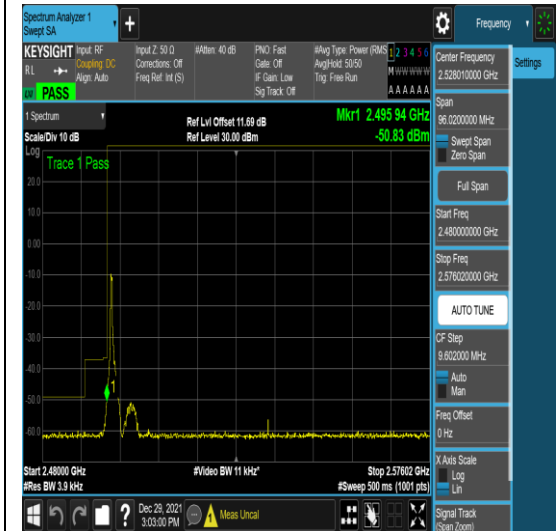 Spectrum Analyzer 1
Swept SA
+
Frequency
KEYSIGHT
RL
LXI
PASS
Input: RF
Coupling: DC
Align: Auto
Input Z: 50 Ω
Corrections: Off
Freq Ref: Int (S)
#Atten: 40 dB
PNO: Fast
Gate: Off
IF Gain: Low
Sig Track: Off
#Avg Type: Power (RMS
Avg|Hold: 50/50
Trig: Free Run
1 2 3 4 5 6
M W W W W W
A A A A A A
1 Spectrum
Scale/Div 10 dB
Ref Lvl Offset 11.69 dB
Ref Level 30.00 dBm
Mkr1 2.495 94 GHz
-50.83 dBm
Log
Trace 1 Pass
20.0
10.0
0.00
-10.0
-20.0
-30.0
-40.0
-50.0
-60.0
1
Start 2.48000 GHz
#Res BW 3.9 kHz
#Video BW 11 kHz*
Stop 2.57602 GHz
#Sweep 500 ms (1001 pts)
?
Dec 29, 2021
3:03:00 PM
Meas Uncal
Center Frequency
2.528010000 GHz
Settings
Span
96.0200000 MHz
Swept Span
Zero Span
Full Span
Start Freq
2.480000000 GHz
Stop Freq
2.576020000 GHz
AUTO TUNE
CF Step
9.602000 MHz
Auto
Man
Freq Offset
0 Hz
X Axis Scale
Log
Lin
Signal Track
(Span Zoom)